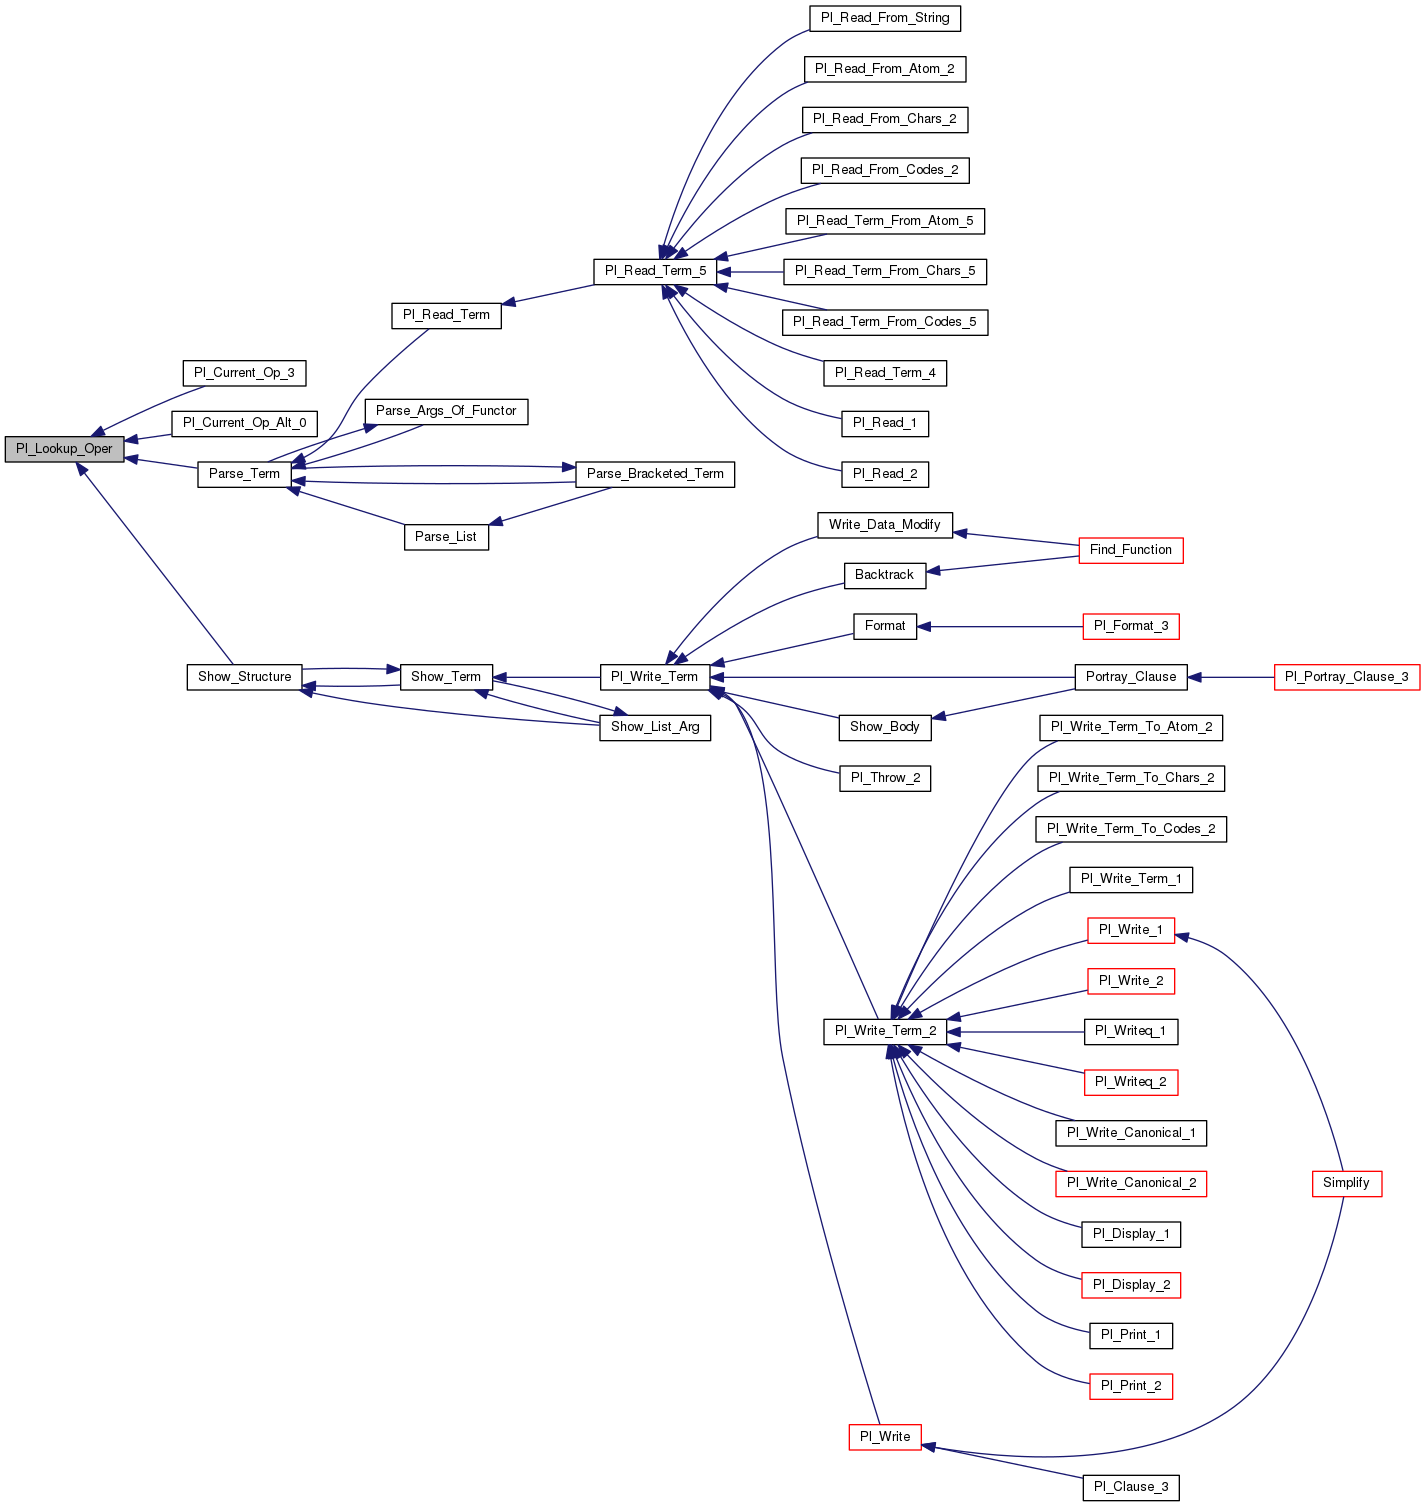 Pl_Read_From_String
Pl_Read_From_Atom_2
Pl_Read_From_Chars_2
Pl_Read_From_Codes_2
Pl_Read_Term_From_Atom_5
Pl_Read_Term_5
Pl_Read_Term_From_Chars_5
Pl_Read_Term
Pl_Read_Term_From_Codes_5
Pl_Current_Op_3
Pl_Read_Term_4
Parse_Args_Of_Functor
Pl_Current_Op_Alt_0
Pl_Read_1
Pl_Lookup_Oper
Parse_Term
Parse_Bracketed_Term
Pl_Read_2
Parse_List
Write_Data_Modify
Find_Function
Backtrack
Format
Pl_Format_3
Show_Structure
Show_Term
Pl_Write_Term
Portray_Clause
Pl_Portray_Clause_3
Show_List_Arg
Show_Body
Pl_Write_Term_To_Atom_2
Pl_Throw_2
Pl_Write_Term_To_Chars_2
Pl_Write_Term_To_Codes_2
Pl_Write_Term_1
Pl_Write_1
Pl_Write_2
Pl_Write_Term_2
Pl_Writeq_1
Pl_Writeq_2
Pl_Write_Canonical_1
Pl_Write_Canonical_2
Simplify
Pl_Display_1
Pl_Display_2
Pl_Print_1
Pl_Print_2
Pl_Write
Pl_Clause_3